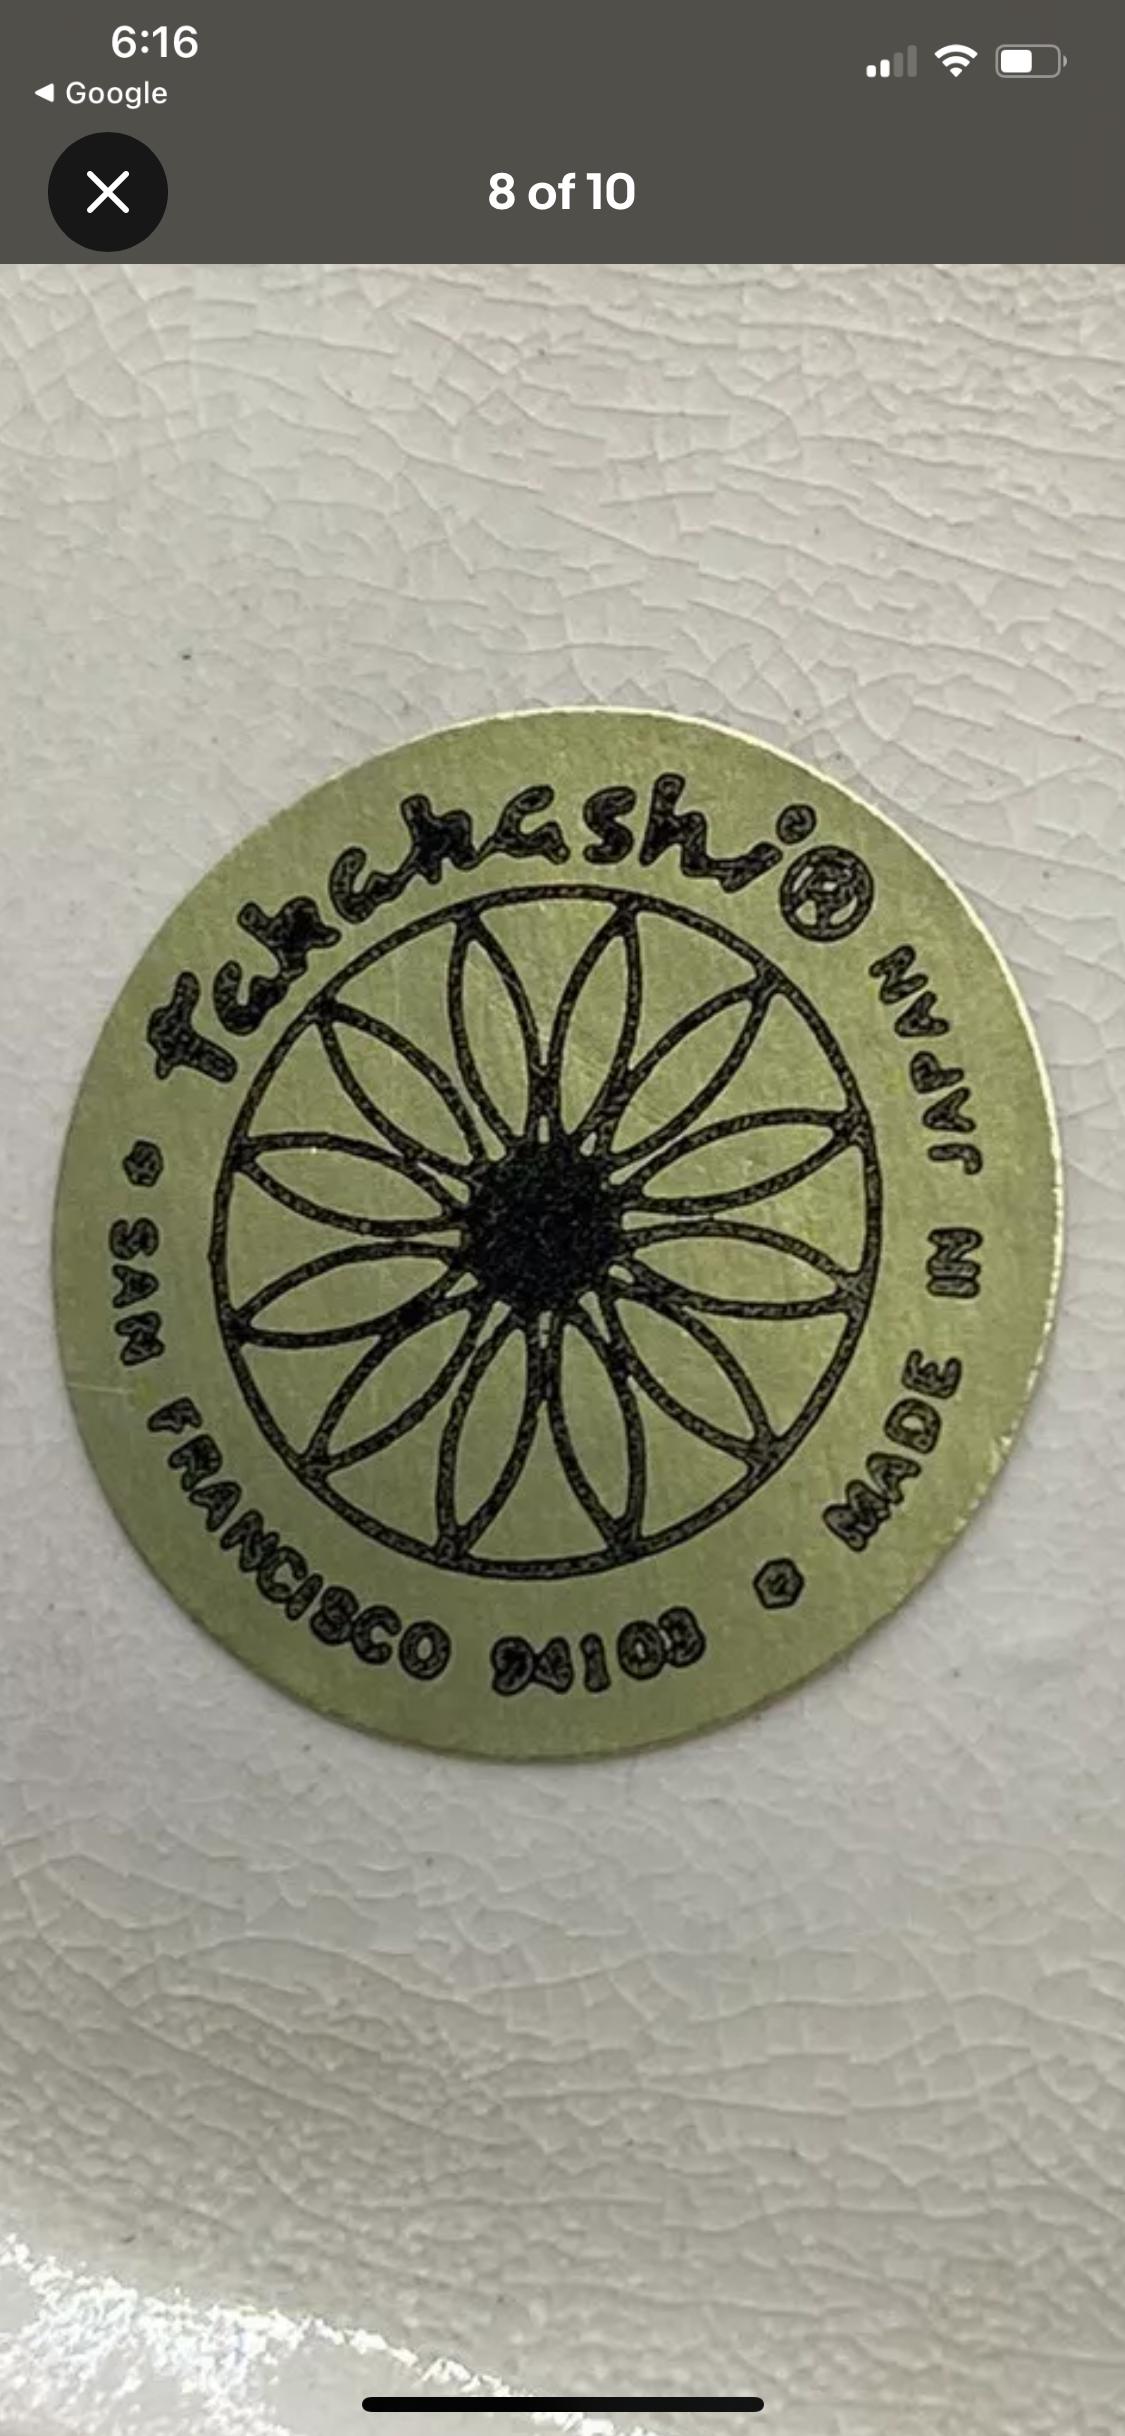 6:16
Google
8 of 10
Takahashi®
MADE IN JAPAN
SAN FRANCISCO 94103